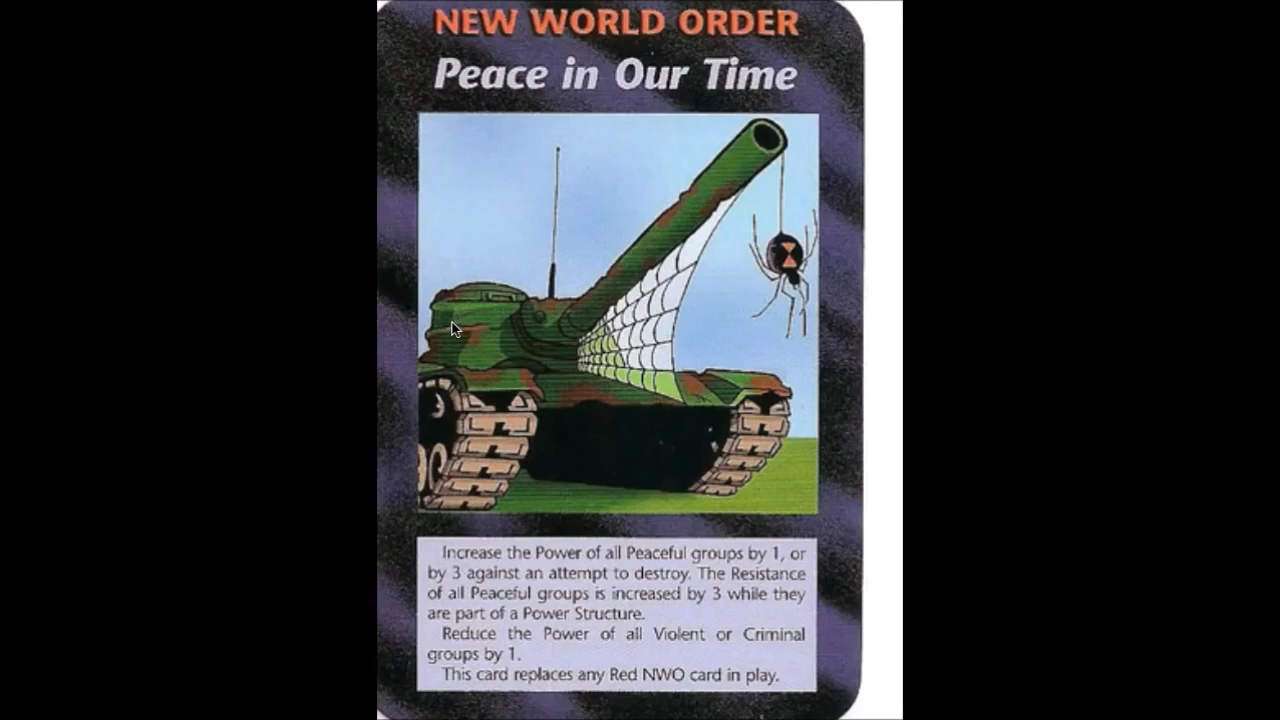 NEW WORLD ORDER
Peace in Our Time
Increase the Power of all Peaceful groups by 1, or
by 3 against an attempt to destroy. The Resistance
of all Peaceful groups is increased by 3 while they
are part of a Power Structure.
Reduce the Power of all Violent or Criminal
groups by 1.
This card replaces any Red NWO card in play.